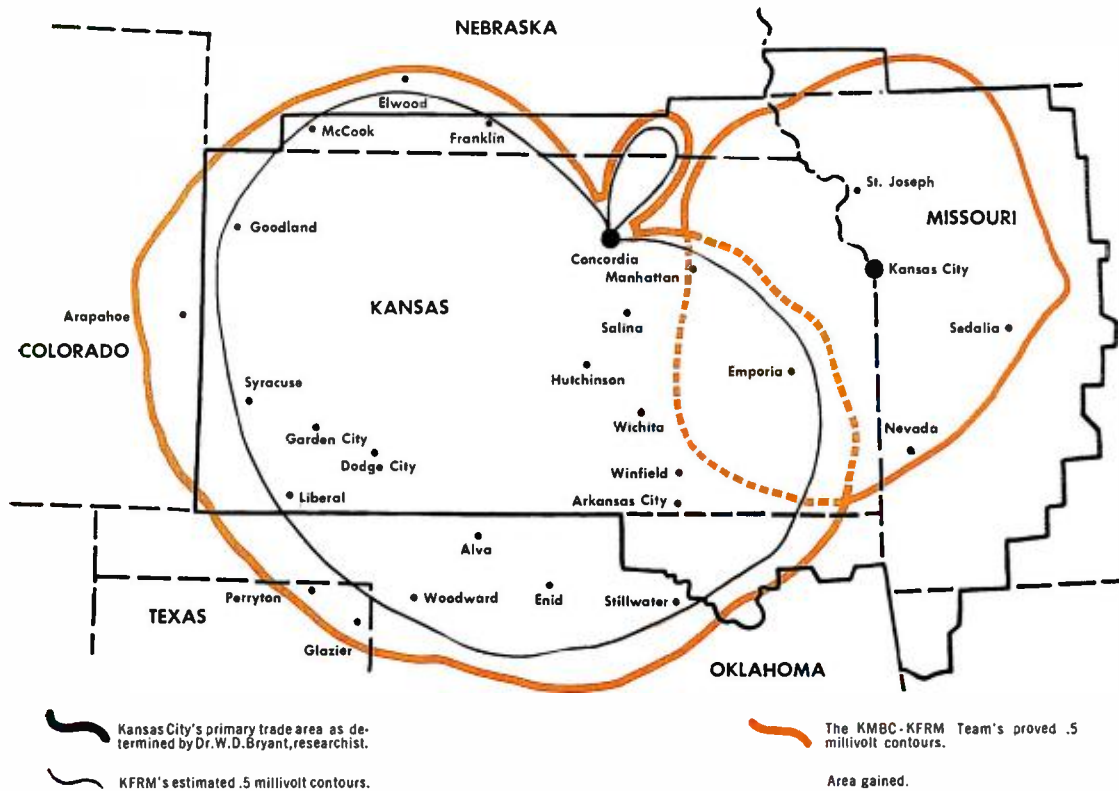 NEBRASKA
Elwood
McCook
Franklin
St. Joseph
MISSOURI
Goodland
Concordia
Manhattan
Kansas City
KANSAS
Arapahoe
Salina
Sedalia
COLORADO
Hutchinson
Emporia
Syracuse
Wichita
Nevada
Garden City
Dodge City
Winfield
Liberal
Arkansas City
Alva
Perryton
Woodward
Enid
Stillwater
TEXAS
Glazier
OKLAHOMA
Kansas City's primary trade area as de-
termined by Dr.W.D.Bryant,researchist.
KFRM's estimated .5 millivolt contours.
The KMBC-KFRM Team's proved .5
millivolt contours.
Area gained.